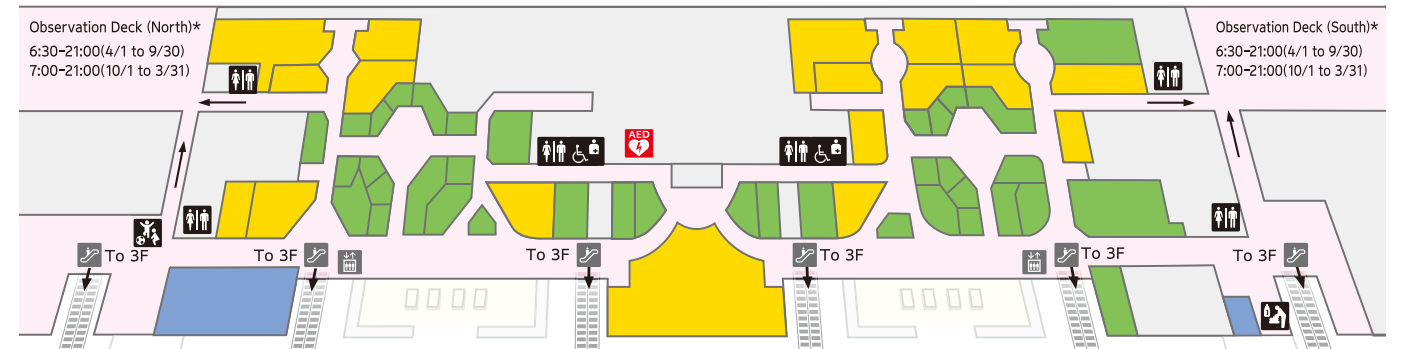 Observation Deck (North)*
6:30-21:00(4/1 to 9/30)
7:00-21:00(10/1 to 3/31)
Observation Deck (South)*
6:30-21:00(4/1 to 9/30)
7:00-21:00(10/1 to 3/31)
AED
To 3F
To 3F
To 3F
To 3F
To 3F
To 3F